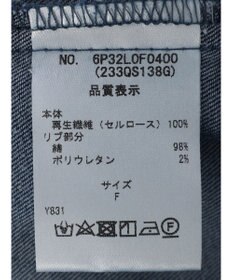 NO. 6P32L0F0400
(233QS138G)
品質表示
本体
再生繊維(セルロース) 100%
リブ部分
綿 98%
ポリウレタン 2%
サイズ
F
Y831